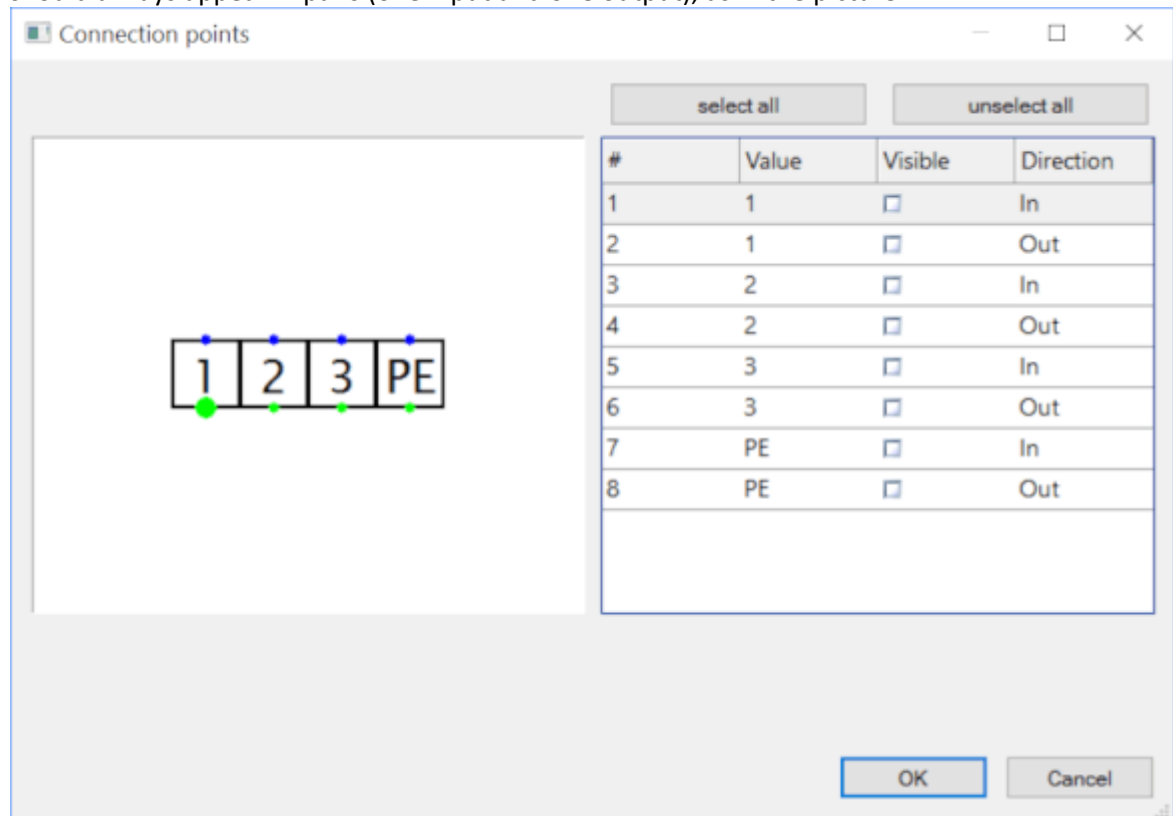 Connection points
select all unselect all
# Value Visible Direction
1 1 In
2 1 Out
3 2 In
4 2 Out
5 3 In
6 3 Out
7 PE In
8 PE Out
1 2 3 PE
OK Cancel